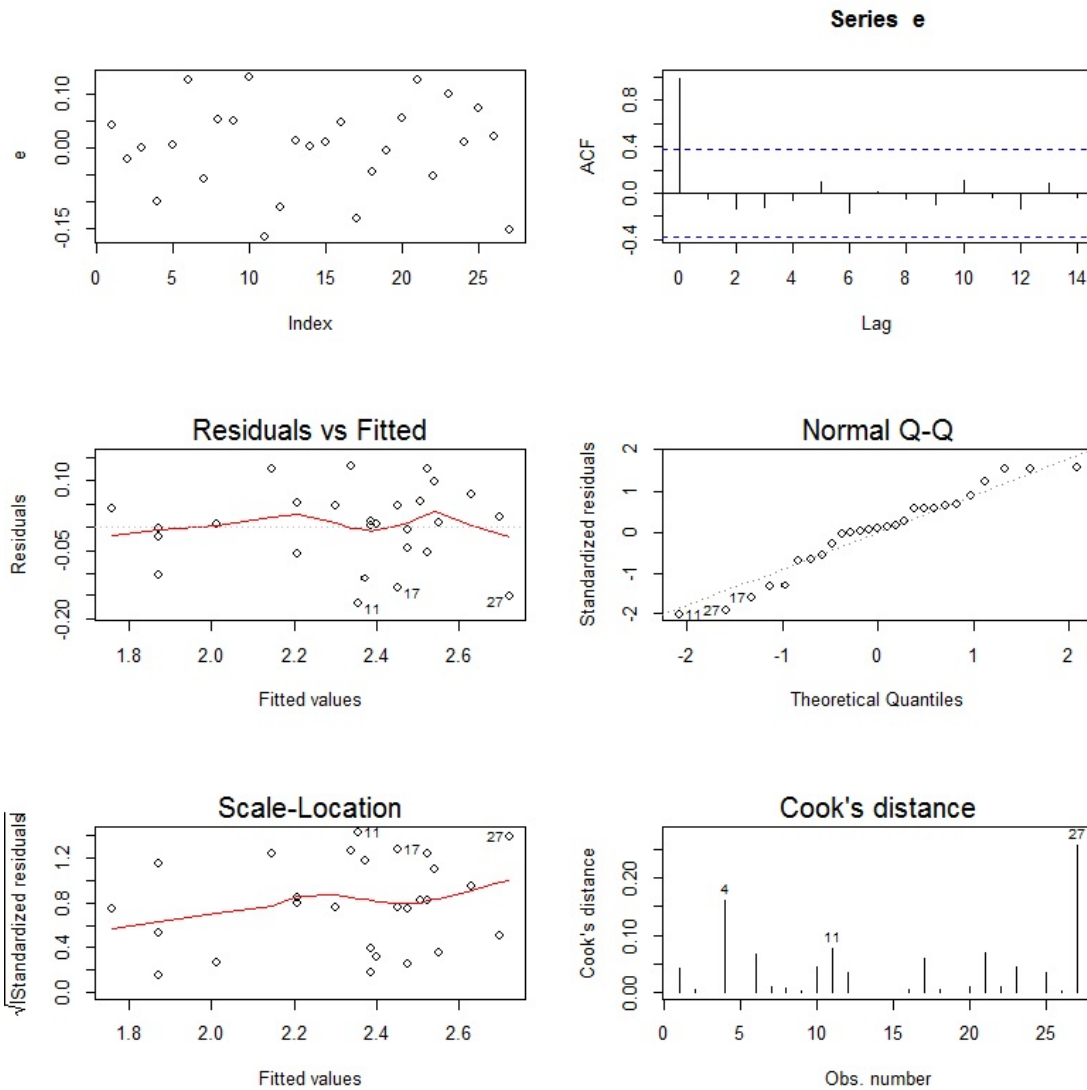 Series e
e
0.10
0.00
-0.15
0 5 10 15 20 25
Index
ACF
0.8
0.4
0.0
-0.4
0 2 4 6 8 10 12 14
Lag
Residuals vs Fitted
Residuals
0.10
-0.05
-0.20
11
17
27
1.8 2.0 2.2 2.4 2.6
Fitted values
Normal Q-Q
Standardized residuals
2
1
0
-1
-2
11
27
17
-2 -1 0 1 2
Theoretical Quantiles
Scale-Location
√|Standardized residuals|
1.2
0.8
0.4
0.0
11
17
27
1.8 2.0 2.2 2.4 2.6
Fitted values
Cook's distance
Cook's distance
0.20
0.10
0.00
4
11
27
0 5 10 15 20 25
Obs. number